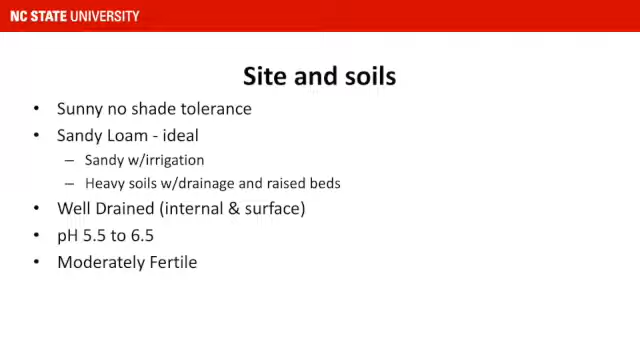 NC STATE UNIVERSITY
Site and soils
• Sunny no shade tolerance
• Sandy Loam - ideal
– Sandy w/irrigation
– Heavy soils w/drainage and raised beds
• Well Drained (internal & surface)
• pH 5.5 to 6.5
• Moderately Fertile